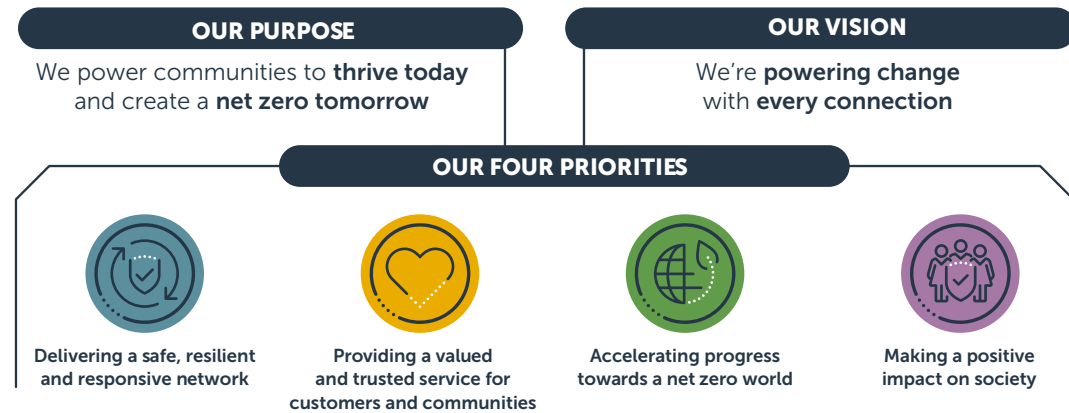 OUR PURPOSE
We power communities to thrive today
and create a net zero tomorrow
OUR VISION
We're powering change
with every connection
OUR FOUR PRIORITIES
Delivering a safe, resilient
and responsive network
Providing a valued
and trusted service for
customers and communities
Accelerating progress
towards a net zero world
Making a positive
impact on society